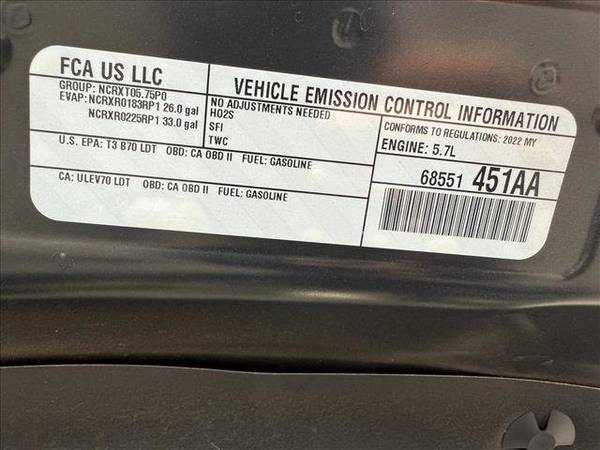 FCA US LLC
GROUP: NCRXT05.75P0
EVAP: NCRXR0183RP1 26.0 gal
NCRXR0225RP1 33.0 gal
U.S. EPA: T3 B70 LDT OBD: CA OBD II FUEL: GASOLINE
CA: ULEV70 LDT OBD: CA OBD II FUEL: GASOLINE
VEHICLE EMISSION CONTROL INFORMATION
NO ADJUSTMENTS NEEDED
HO2S
SFI
TWC
CONFORMS TO REGULATIONS: 2022 MY
ENGINE: 5.7L
68551 451AA